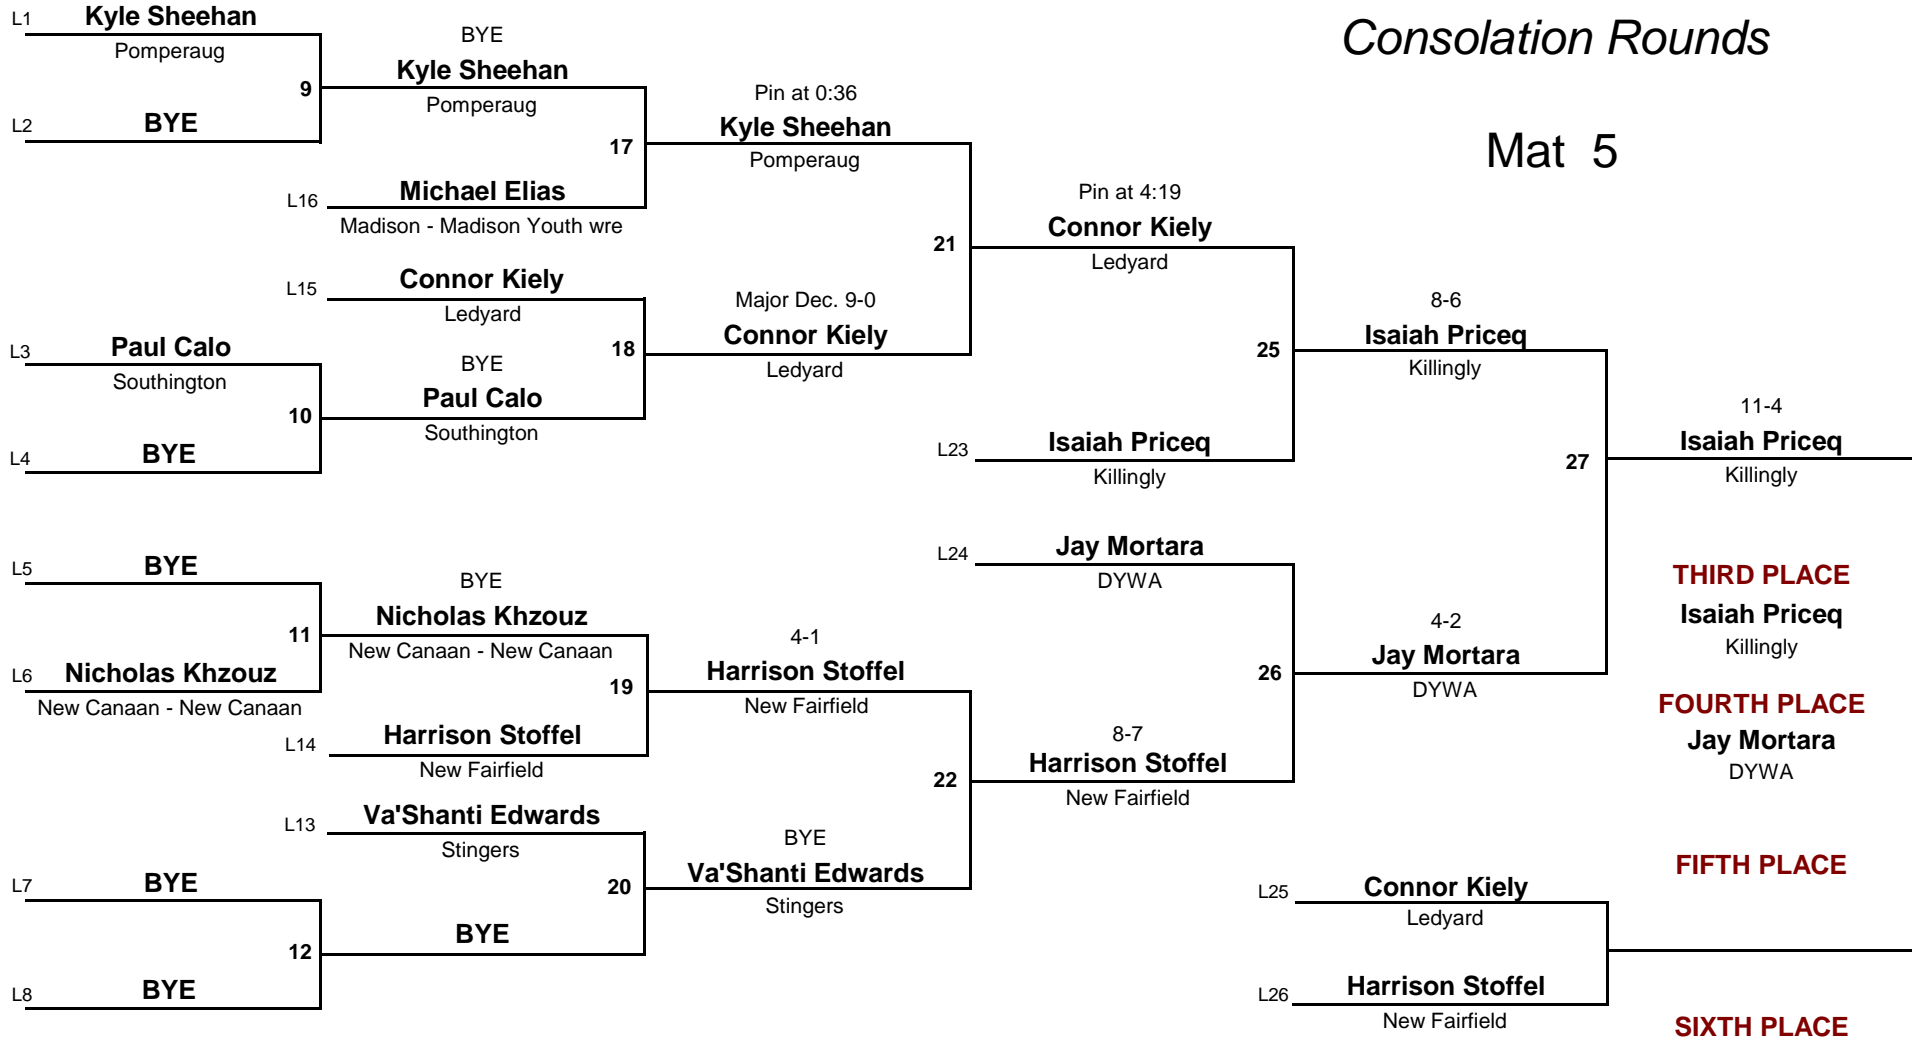 Consolation Rounds
Mat 5
L1 Kyle Sheehan
Pomperaug
9
L2 BYE
BYE
Kyle Sheehan
Pomperaug
17
L16 Michael Elias
Madison - Madison Youth wre
Pin at 0:36
Kyle Sheehan
Pomperaug
21
L15 Connor Kiely
Ledyard
18
L3 Paul Calo
Southington
10
L4 BYE
BYE
Paul Calo
Southington
Major Dec. 9-0
Connor Kiely
Ledyard
Pin at 4:19
Connor Kiely
Ledyard
25
L23 Isaiah Priceq
Killingly
8-6
Isaiah Priceq
Killingly
27
11-4
Isaiah Priceq
Killingly
L5 BYE
11
L6 Nicholas Khzouz
New Canaan - New Canaan
BYE
Nicholas Khzouz
New Canaan - New Canaan
19
L14 Harrison Stoffel
New Fairfield
4-1
Harrison Stoffel
New Fairfield
22
L13 Va'Shanti Edwards
Stingers
20
L7 BYE
12
L8 BYE
BYE
BYE
Va'Shanti Edwards
Stingers
L24 Jay Mortara
DYWA
26
8-7
Harrison Stoffel
New Fairfield
4-2
Jay Mortara
DYWA
THIRD PLACE
Isaiah Priceq
Killingly
FOURTH PLACE
Jay Mortara
DYWA
FIFTH PLACE
L25 Connor Kiely
Ledyard
L26 Harrison Stoffel
New Fairfield
SIXTH PLACE